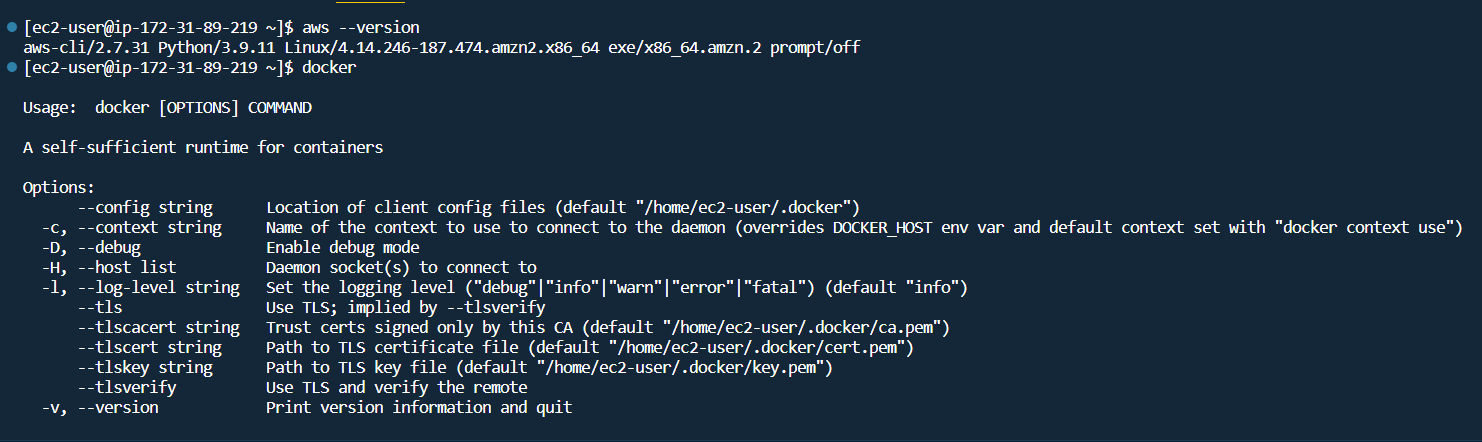 [ec2-user@ip-172-31-89-219 ~]$ aws --version
aws-cli/2.7.31 Python/3.9.11 Linux/4.14.246-187.474.amzn2.x86_64 exe/x86_64.amzn.2 prompt/off
[ec2-user@ip-172-31-89-219 ~]$ docker
Usage:  docker [OPTIONS] COMMAND
A self-sufficient runtime for containers
Options:
      --config string      Location of client config files (default "/home/ec2-user/.docker")
  -c, --context string     Name of the context to use to connect to the daemon (overrides DOCKER_HOST env var and default context set with "docker context use")
  -D, --debug              Enable debug mode
  -H, --host list          Daemon socket(s) to connect to
  -l, --log-level string   Set the logging level ("debug"|"info"|"warn"|"error"|"fatal") (default "info")
      --tls                Use TLS; implied by --tlsverify
      --tlscacert string   Trust certs signed only by this CA (default "/home/ec2-user/.docker/ca.pem")
      --tlscert string     Path to TLS certificate file (default "/home/ec2-user/.docker/cert.pem")
      --tlskey string      Path to TLS key file (default "/home/ec2-user/.docker/key.pem")
      --tlsverify          Use TLS and verify the remote
  -v, --version            Print version information and quit